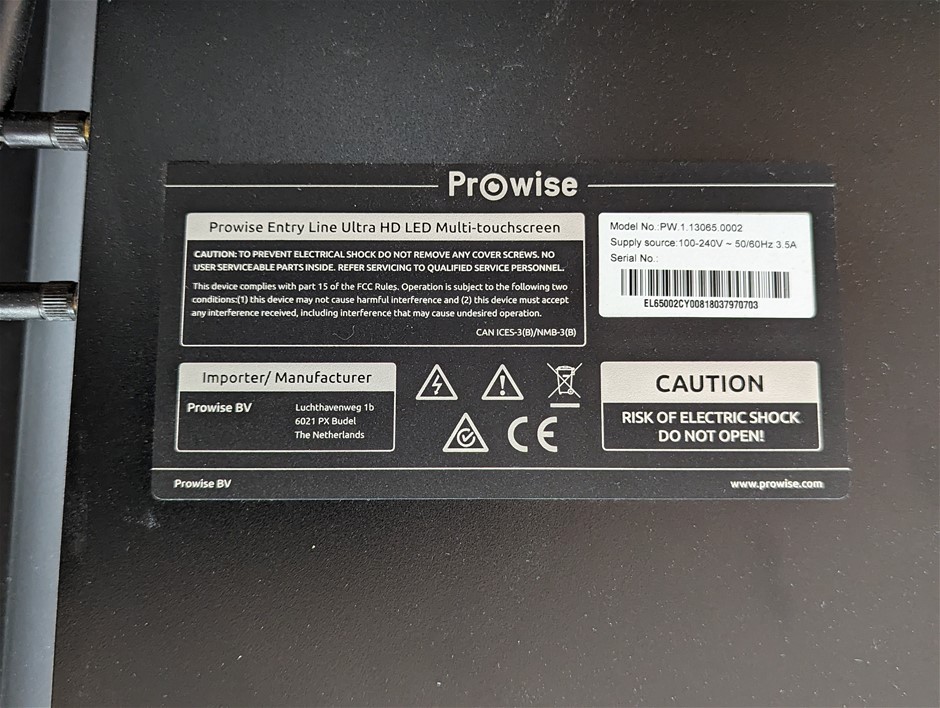 Prowise
Prowise Entry Line Ultra HD LED Multi-touchscreen
CAUTION: TO PREVENT ELECTRICAL SHOCK DO NOT REMOVE ANY COVER SCREWS. NO
USER SERVICEABLE PARTS INSIDE. REFER SERVICING TO QUALIFIED SERVICE PERSONNEL.
This device complies with part 15 of the FCC Rules. Operation is subject to the following two
conditions:(1) this device may not cause harmful interference and (2) this device must accept
any interference received, including interference that may cause undesired operation.
CAN ICES-3(B)/NMB-3(B)
Model No.:PW.1.13065.0002
Supply source:100-240V ~ 50/60Hz 3.5A
Serial No.:
EL65002CY00818037970703
Importer/ Manufacturer
Prowise BV
Luchthavenweg 1b
6021 PX Budel
The Netherlands
CE
CAUTION
RISK OF ELECTRIC SHOCK
DO NOT OPEN!
Prowise BV
www.prowise.com